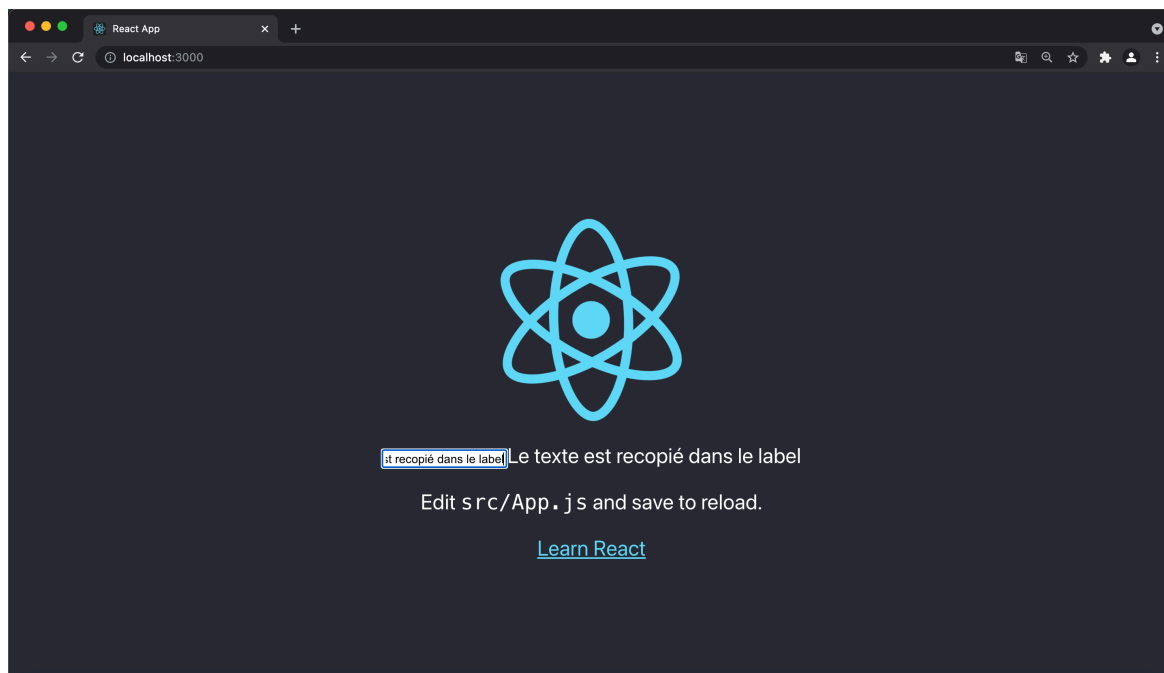 React App
localhost:3000
st recopié dans le label Le texte est recopié dans le label
Edit src/App.js and save to reload.
Learn React